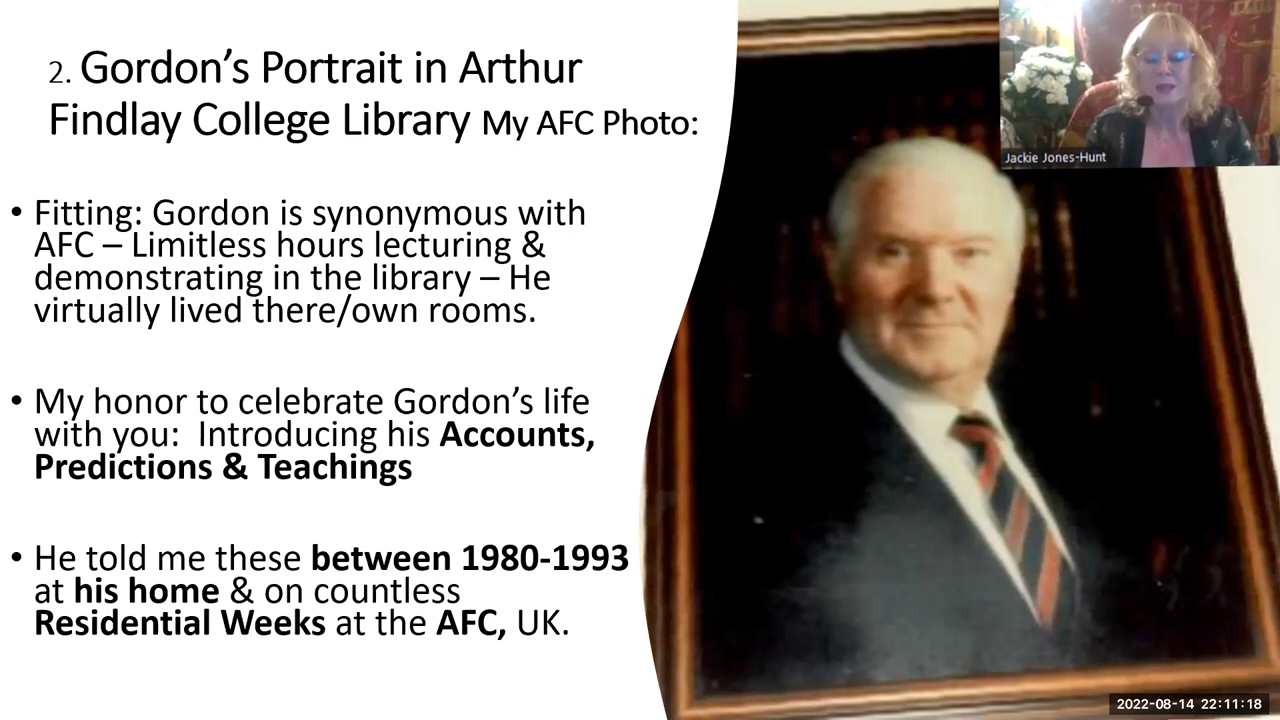 2. Gordon’s Portrait in Arthur
Findlay College Library My AFC Photo:
• Fitting: Gordon is synonymous with
AFC – Limitless hours lecturing &
demonstrating in the library – He
virtually lived there/own rooms.
• My honor to celebrate Gordon’s life
with you:  Introducing his Accounts,
Predictions & Teachings
• He told me these between 1980-1993
at his home & on countless
Residential Weeks at the AFC, UK.
Jackie Jones-Hunt
2022-08-14 22:11:18